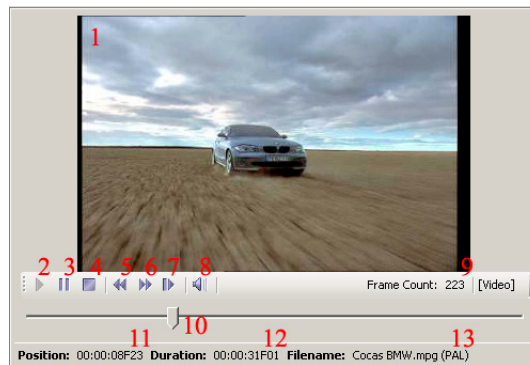 1
2 3 4 5 6 7 8 9
Frame Count: 223 [Video]
10
11 12 13
Position: 00:00:08F23 Duration: 00:00:31F01 Filename: Cocas BMW.mpg (PAL)